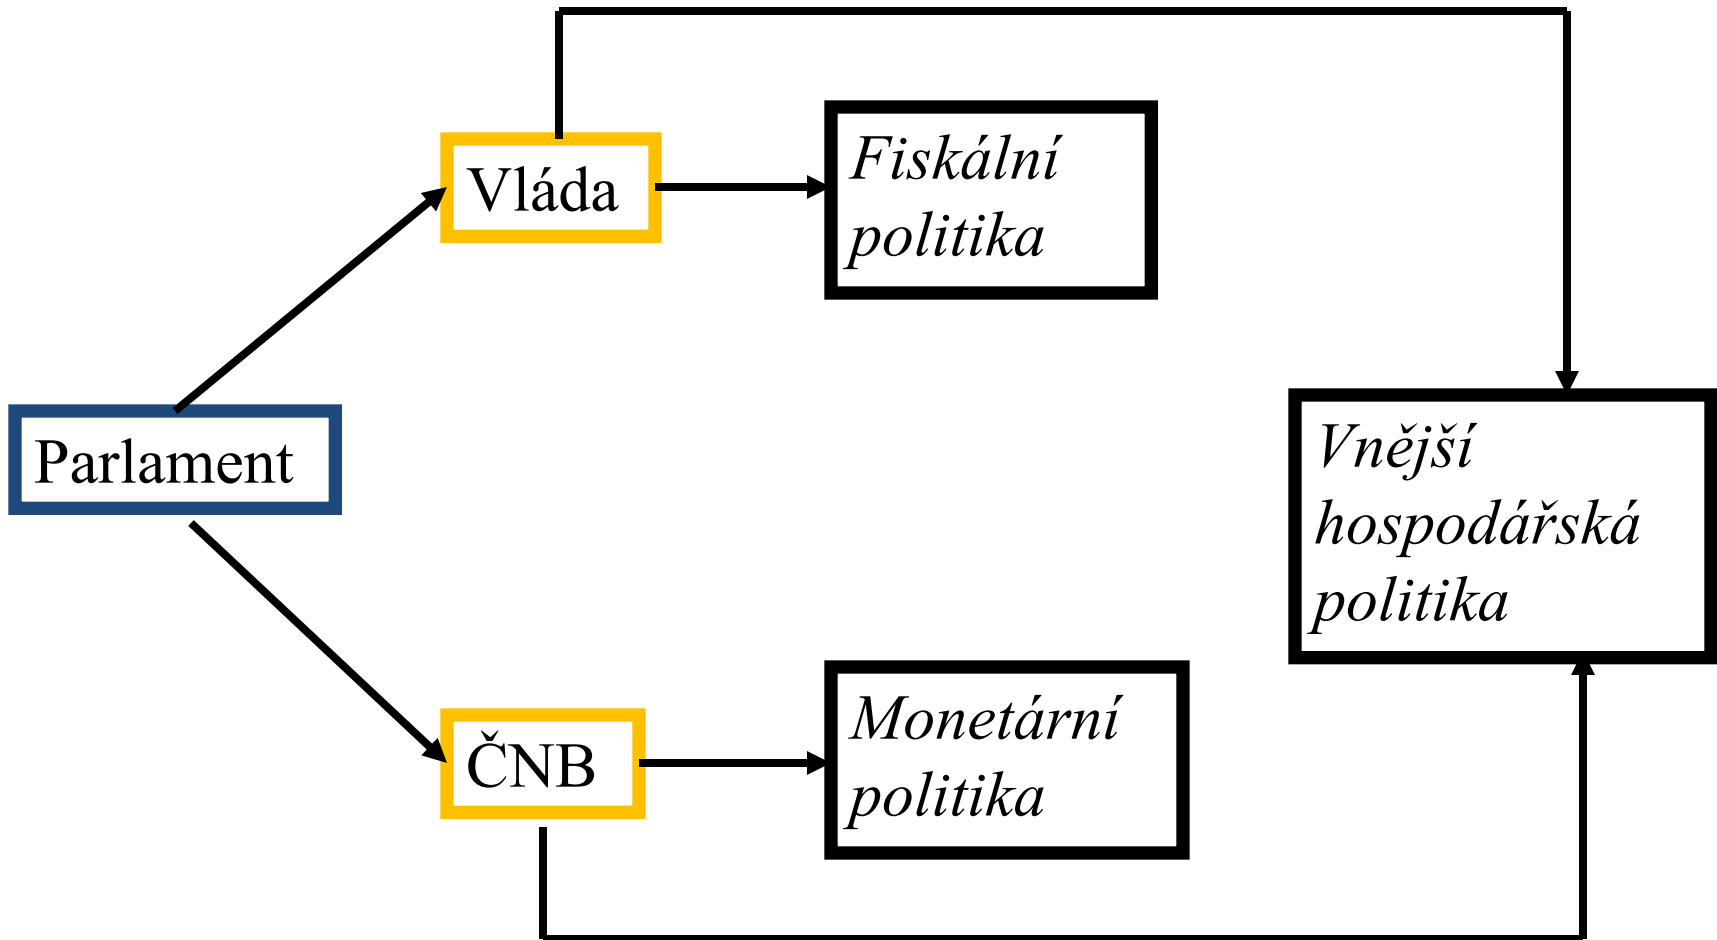 Vláda
Fiskální
politika
Parlament
Vnější
hospodářská
politika
ČNB
Monetární
politika